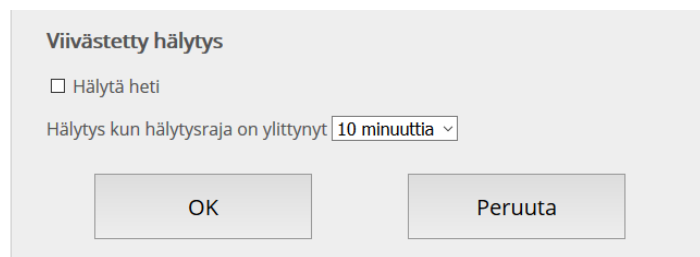 Viivästetty hälytys
Hälytä heti
Hälytys kun hälytysraja on ylittynyt 10 minuuttia
OK Peruuta